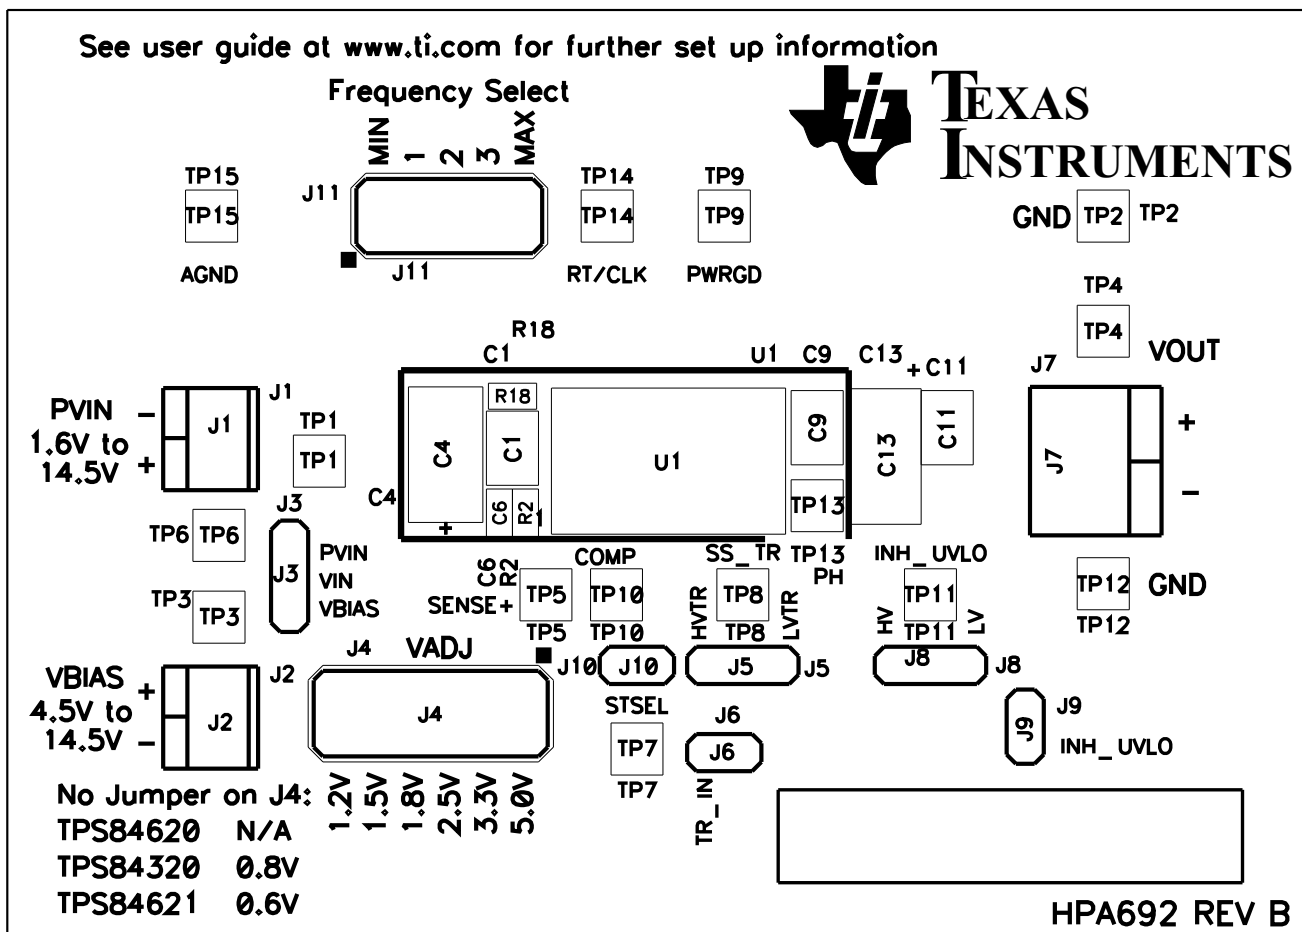 See user guide at www.ti.com for further set up information
TEXAS
INSTRUMENTS
Frequency Select
MIN 1 2 3 MAX
TP15
TP15
AGND
J11
J11
TP14
TP14
RT/CLK
TP9
TP9
PWRGD
GND TP2 TP2
TP4
TP4
VOUT
R18
C1 U1 C9 C13 + C11
R18
C4
C1
U1
C9
C13
C11
C4
+
C6
R2
1
TP13
TP13
PH
J1
J1
PVIN -
1.6V to
14.5V +
TP1
TP1
J7
J7
+
-
TP6 TP6
TP3 TP3
J3
J3
PVIN
VIN
VBIAS
C6
R2
SENSE+
TP5
TP5
COMP
TP10
TP10
SS_TR
HVTR
TP8
TP8
LVTR
INH_UVLO
HV
TP11
TP11
LV
TP12
TP12
GND
J10 J10
STSEL
TP7
TP7
J5 J5
J6
J6
TR_IN
J8 J8
J9
J9
INH_UVLO
J2
J2
VBIAS +
4.5V to
14.5V -
J4 VADJ
J4
1.2V 1.5V 1.8V 2.5V 3.3V 5.0V
No Jumper on J4:
TPS84620 N/A
TPS84320 0.8V
TPS84621 0.6V
HPA692 REV B